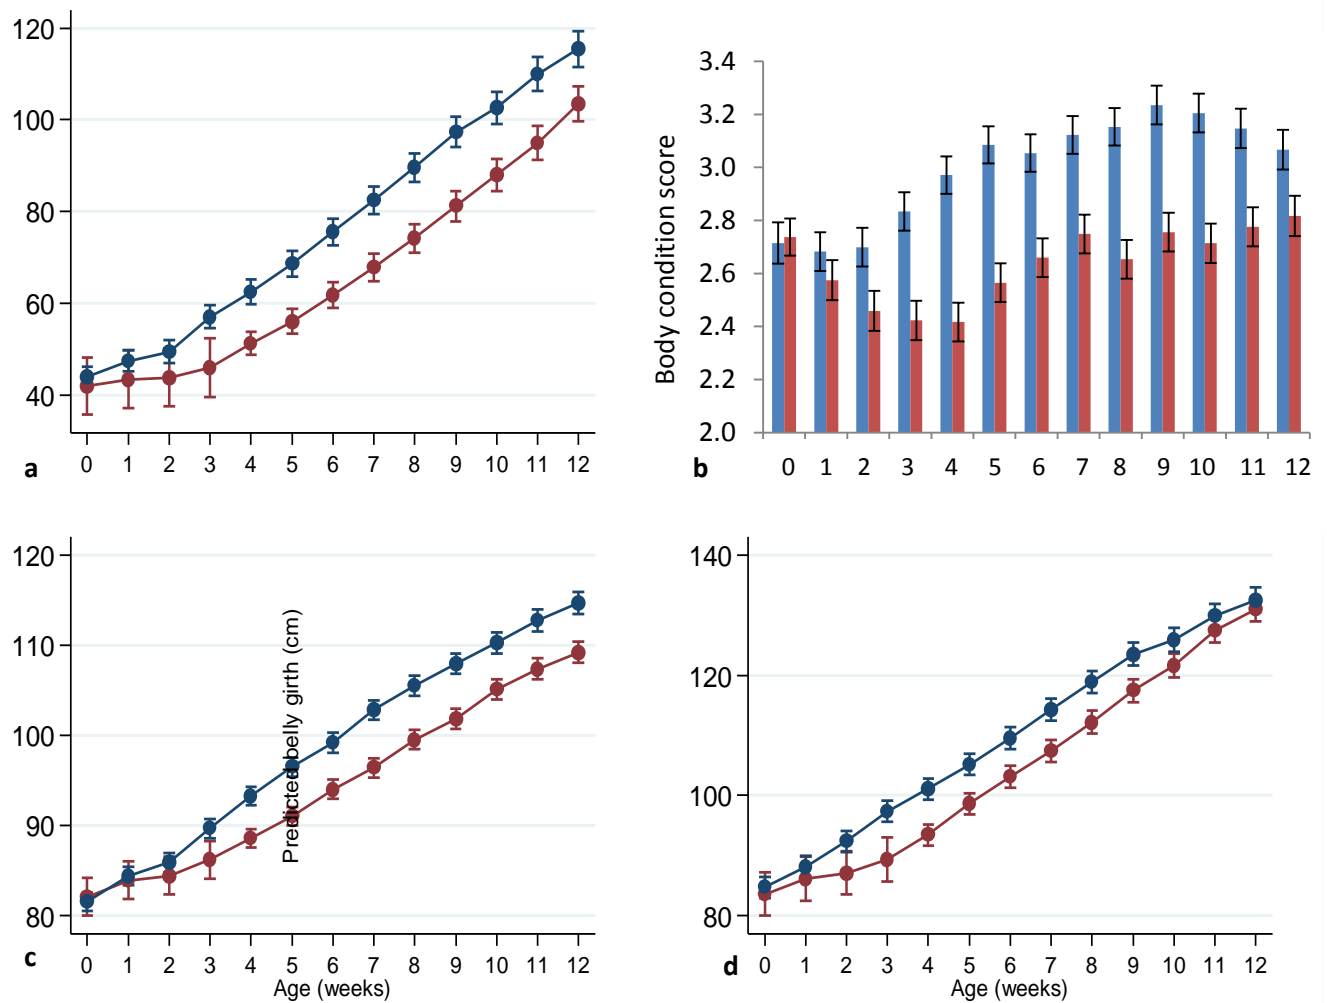 120
100
80
60
40
0 1 2 3 4 5 6 7 8 9 10 11 12
a
3.4
3.2
3.0
2.8
2.6
2.4
2.2
2.0
Body condition score
0 1 2 3 4 5 6 7 8 9 10 11 12
b
120
110
100
90
80
Predicted belly girth (cm)
0 1 2 3 4 5 6 7 8 9 10 11 12
Age (weeks)
c
140
120
100
80
0 1 2 3 4 5 6 7 8 9 10 11 12
Age (weeks)
d